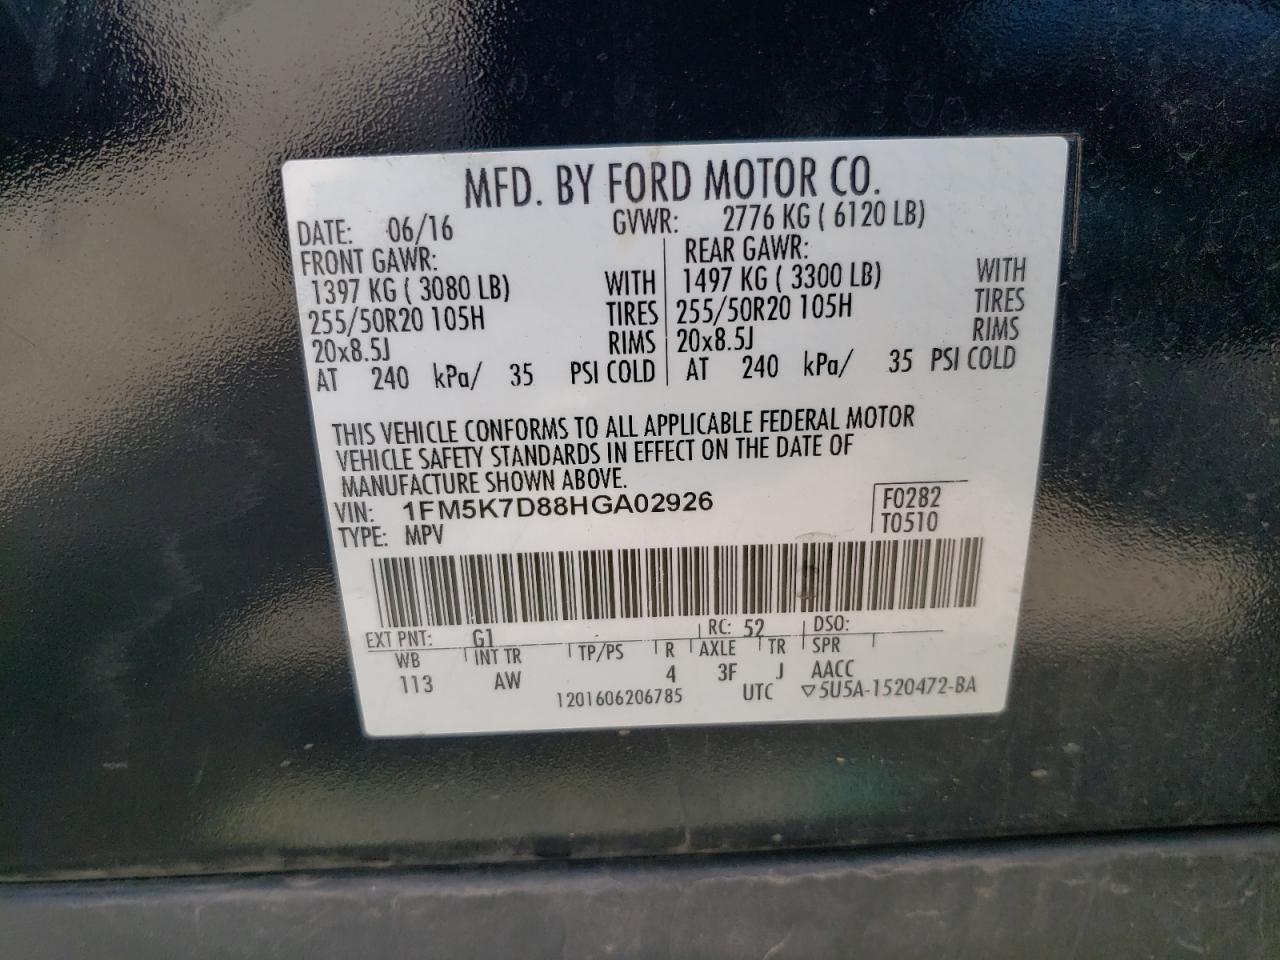 MFD. BY FORD MOTOR CO.
DATE: 06/16 GVWR: 2776 KG ( 6120 LB)
FRONT GAWR: REAR GAWR:
1397 KG ( 3080 LB) WITH 1497 KG ( 3300 LB) WITH
255/50R20 105H TIRES 255/50R20 105H TIRES
20x8.5J RIMS 20x8.5J RIMS
AT 240 kPa/ 35 PSI COLD AT 240 kPa/ 35 PSI COLD
THIS VEHICLE CONFORMS TO ALL APPLICABLE FEDERAL MOTOR
VEHICLE SAFETY STANDARDS IN EFFECT ON THE DATE OF
MANUFACTURE SHOWN ABOVE.
VIN: 1FM5K7D88HGA02926 F0282
TYPE: MPV T0510
EXT PNT: G1 RC: 52 DSO:
WB INT TR TP/PS R AXLE TR SPR
113 AW 4 3F J AACC
1201606206785 UTC ▽5U5A-1520472-BA